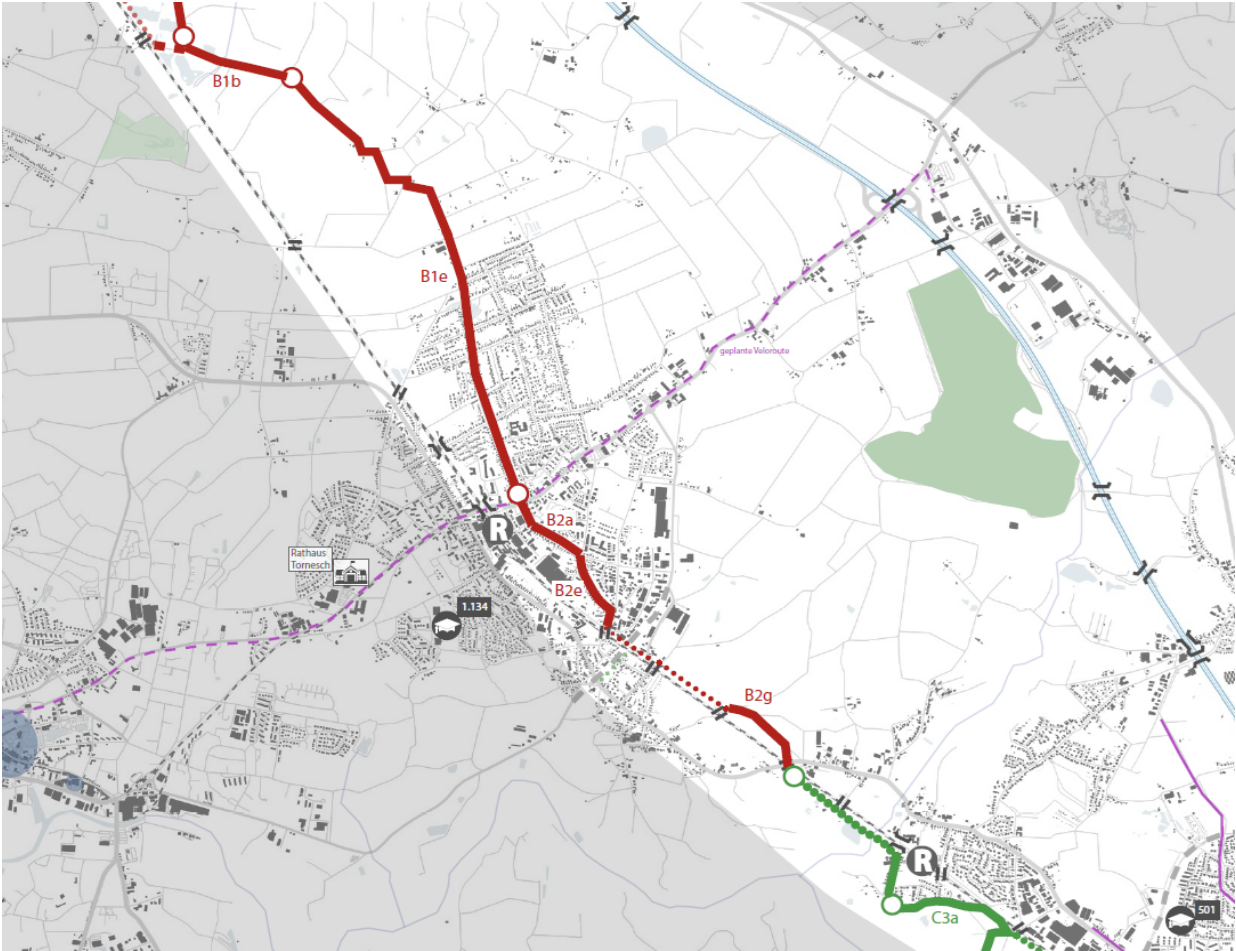 B1b
B1e
geplante Veloroute
R
B2a
Rathaus
Tornesch
B2e
1.134
B2g
R
C3a
501